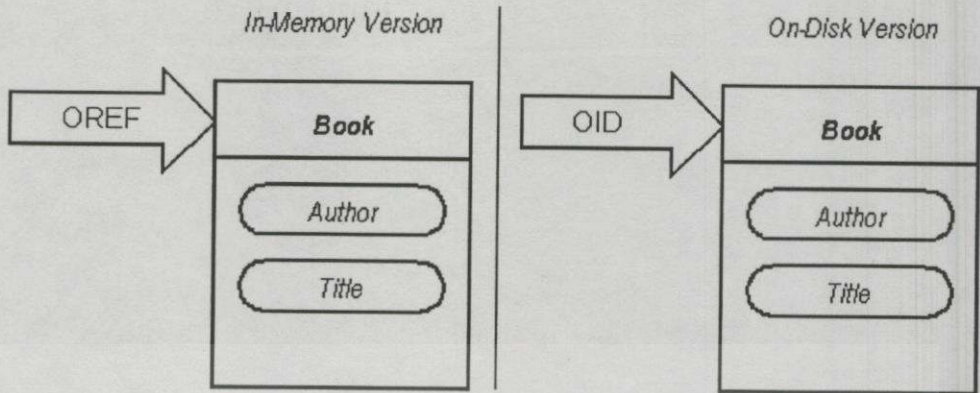 In-Memory Version
OREF
Book
Author
Title
On-Disk Version
OID
Book
Author
Title